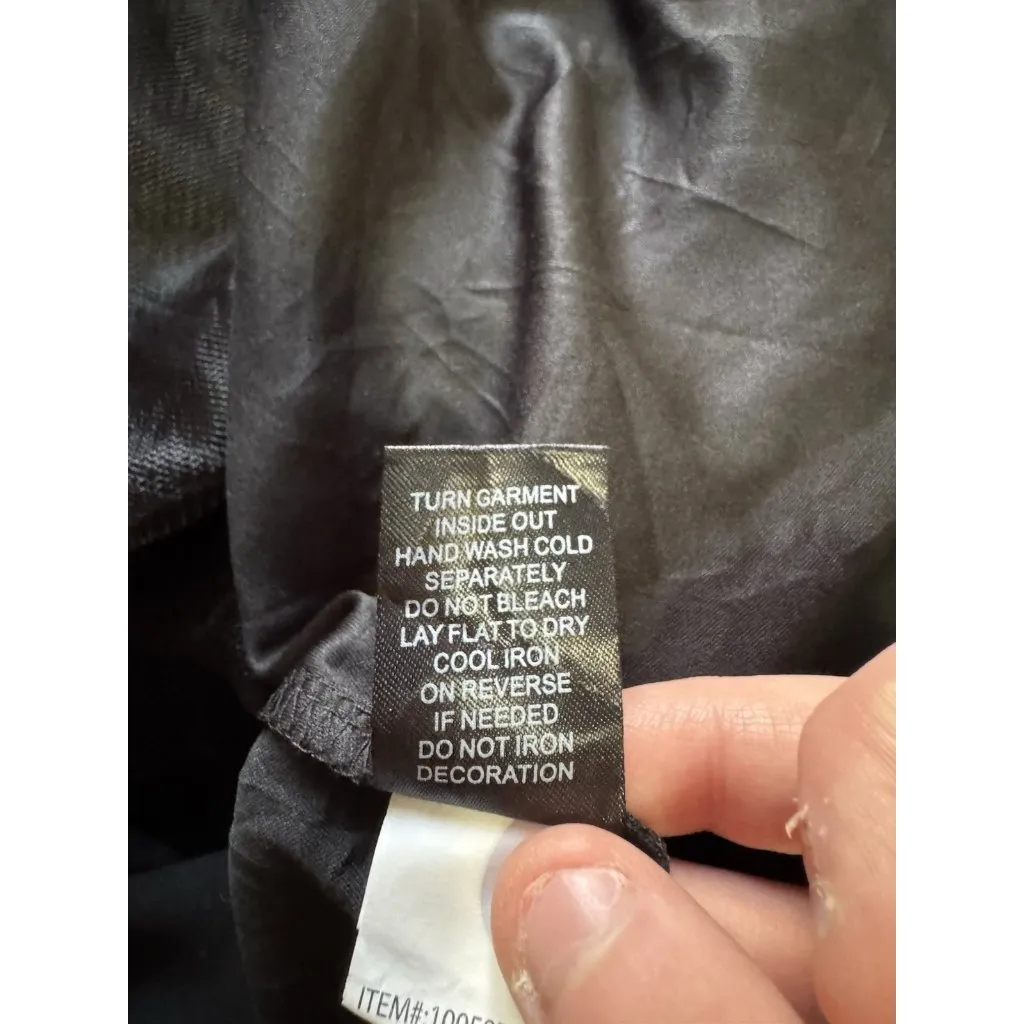 TURN GARMENT
INSIDE OUT
HAND WASH COLD
SEPARATELY
DO NOT BLEACH
LAY FLAT TO DRY
COOL IRON
ON REVERSE
IF NEEDED
DO NOT IRON
DECORATION
ITEM#: